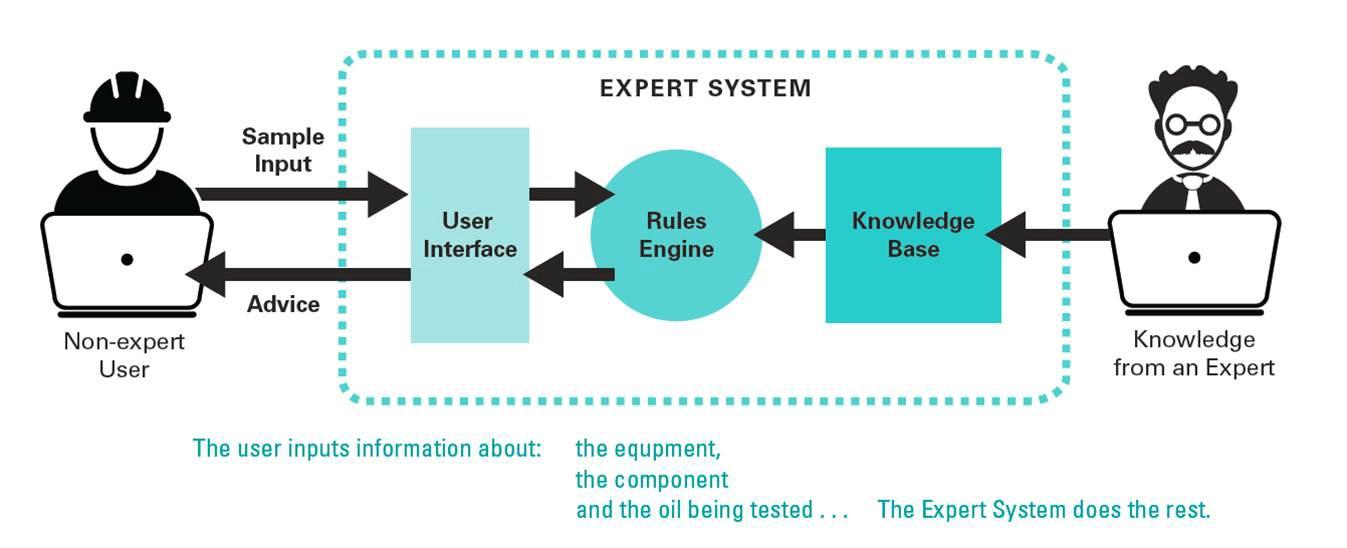 EXPERT SYSTEM
Sample
Input
User
Interface
Rules
Engine
Knowledge
Base
Advice
Non-expert
User
Knowledge
from an Expert
The user inputs information about: the equpment,
the component
and the oil being tested . . . The Expert System does the rest.